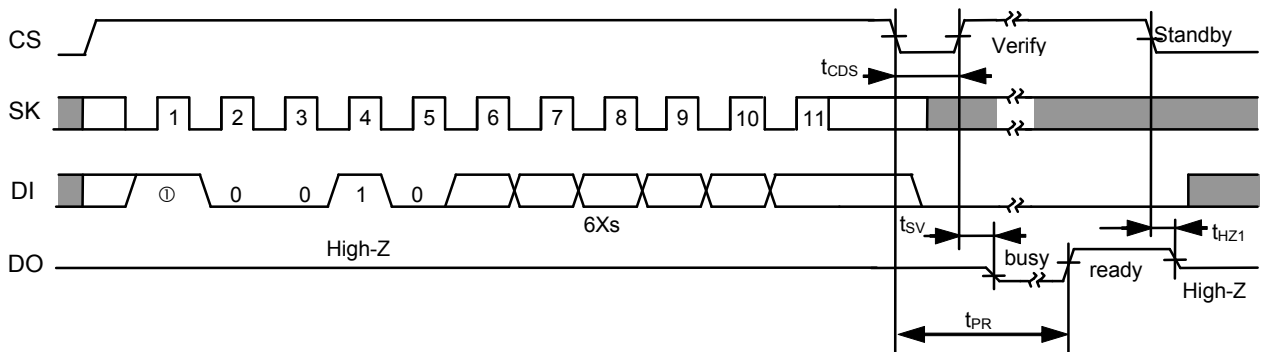 CS
Verify
Standby
tCDS
SK
1 2 3 4 5 6 7 8 9 10 11
DI
① 0 0 1 0
6Xs
tSV
tHZ1
High-Z
busy
DO
ready
High-Z
tPR